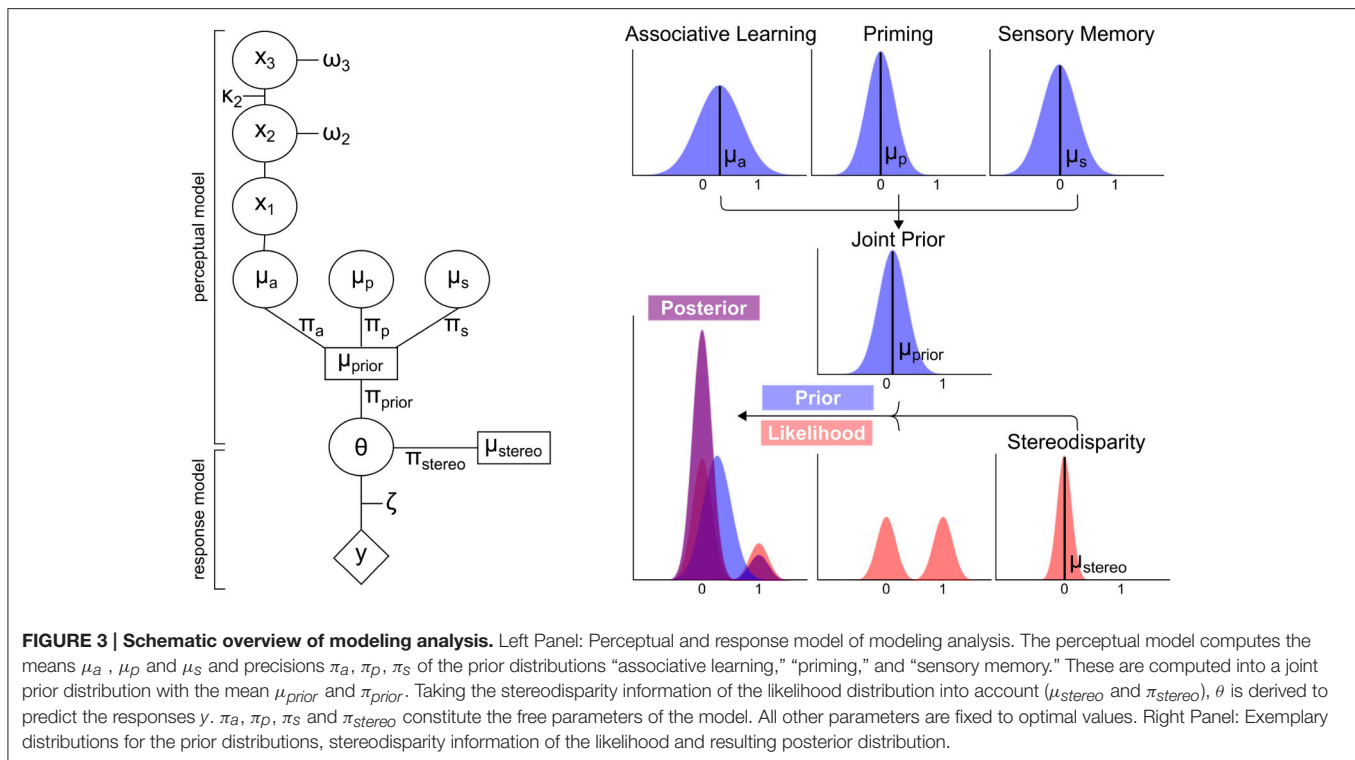 perceptual model
response model
x3
ω3
κ2
x2
ω2
x1
μa
μp
μs
πa
πp
πs
μprior
πprior
θ
πstereo
μstereo
ζ
y
Associative Learning
Priming
Sensory Memory
μa
μp
μs
0 1
0 1
0 1
Joint Prior
μprior
0 1
Posterior
Prior
Likelihood
Stereodisparity
μstereo
0 1
0 1
0 1
FIGURE 3 | Schematic overview of modeling analysis. Left Panel: Perceptual and response model of modeling analysis. The perceptual model computes the
means μa , μp and μs and precisions πa, πp, πs of the prior distributions “associative learning,” “priming,” and “sensory memory.” These are computed into a joint
prior distribution with the mean μprior and πprior. Taking the stereodisparity information of the likelihood distribution into account (μstereo and πstereo), θ is derived to
predict the responses y. πa, πp, πs and πstereo constitute the free parameters of the model. All other parameters are fixed to optimal values. Right Panel: Exemplary
distributions for the prior distributions, stereodisparity information of the likelihood and resulting posterior distribution.